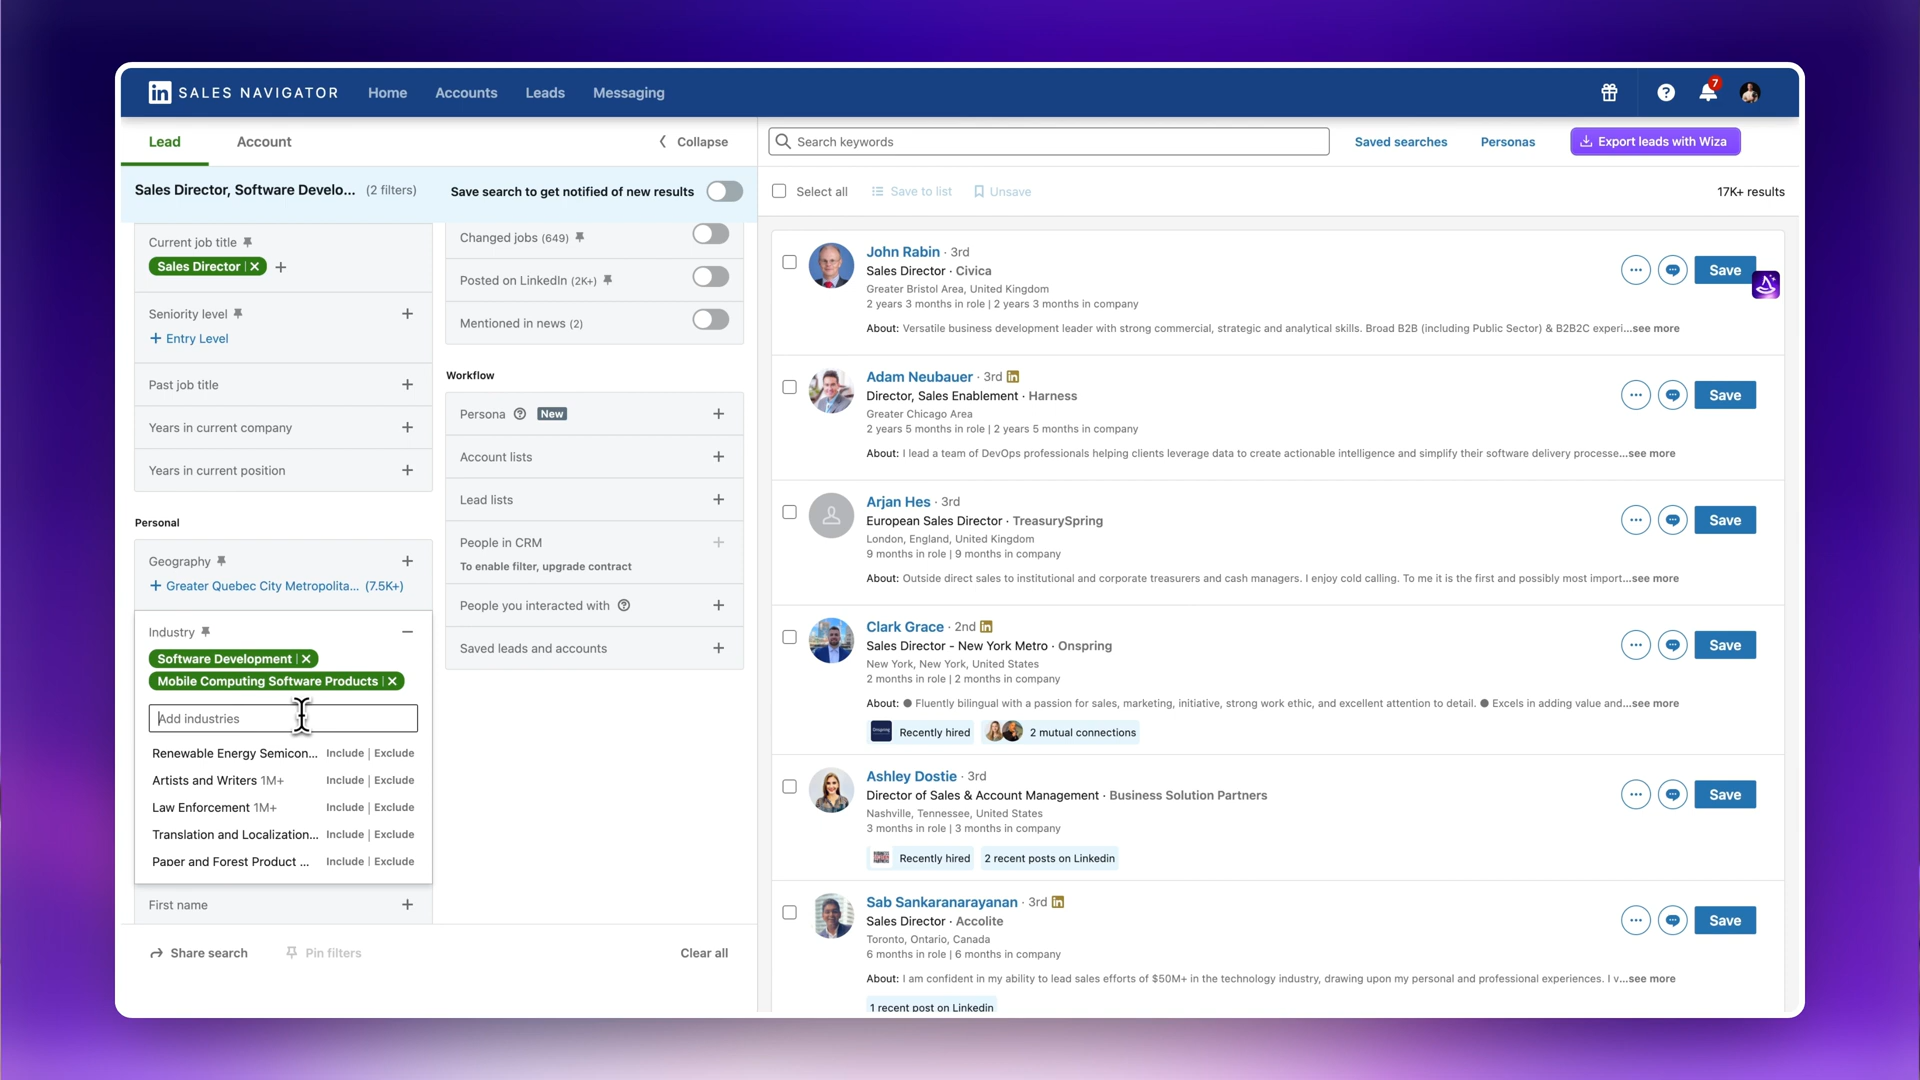 in SALES NAVIGATOR Home Accounts Leads Messaging
7
Lead Account Collapse
Search keywords
Saved searches Personas Export leads with Wiza
Sales Director, Software Develo... (2 filters)
Save search to get notified of new results
Select all Save to list Unsave
17K+ results
Current job title
Sales Director
Seniority level
+ Entry Level
Past job title
Years in current company
Years in current position
Personal
Geography
+ Greater Quebec City Metropolita... (7.5K+)
Industry
Software Development
Mobile Computing Software Products
Add industries
Renewable Energy Semicon... Include | Exclude
Artists and Writers 1M+ Include | Exclude
Law Enforcement 1M+ Include | Exclude
Translation and Localization... Include | Exclude
Paper and Forest Product ... Include | Exclude
First name
Share search Pin filters Clear all
Changed jobs (649)
Posted on LinkedIn (2K+)
Mentioned in news (2)
Workflow
Persona New
Account lists
Lead lists
People in CRM
To enable filter, upgrade contract
People you interacted with
Saved leads and accounts
John Rabin · 3rd
Sales Director · Civica
Greater Bristol Area, United Kingdom
2 years 3 months in role | 2 years 3 months in company
About: Versatile business development leader with strong commercial, strategic and analytical skills. Broad B2B (including Public Sector) & B2B2C experi...see more
Save
Adam Neubauer · 3rd in
Director, Sales Enablement · Harness
Greater Chicago Area
2 years 5 months in role | 2 years 5 months in company
About: I lead a team of DevOps professionals helping clients leverage data to create actionable intelligence and simplify their software delivery processe...see more
Save
Arjan Hes · 3rd
European Sales Director · TreasurySpring
London, England, United Kingdom
9 months in role | 9 months in company
About: Outside direct sales to institutional and corporate treasurers and cash managers. I enjoy cold calling. To me it is the first and possibly most import...see more
Save
Clark Grace · 2nd in
Sales Director - New York Metro · Onspring
New York, New York, United States
2 months in role | 2 months in company
About: ● Fluently bilingual with a passion for sales, marketing, initiative, strong work ethic, and excellent attention to detail. ● Excels in adding value and...see more
Recently hired 2 mutual connections
Save
Ashley Dostie · 3rd
Director of Sales & Account Management · Business Solution Partners
Nashville, Tennessee, United States
3 months in role | 3 months in company
Recently hired 2 recent posts on Linkedin
Save
Sab Sankaranarayanan · 3rd in
Sales Director · Accolite
Toronto, Ontario, Canada
6 months in role | 6 months in company
About: I am confident in my ability to lead sales efforts of $50M+ in the technology industry, drawing upon my personal and professional experiences. I v...see more
1 recent post on Linkedin
Save